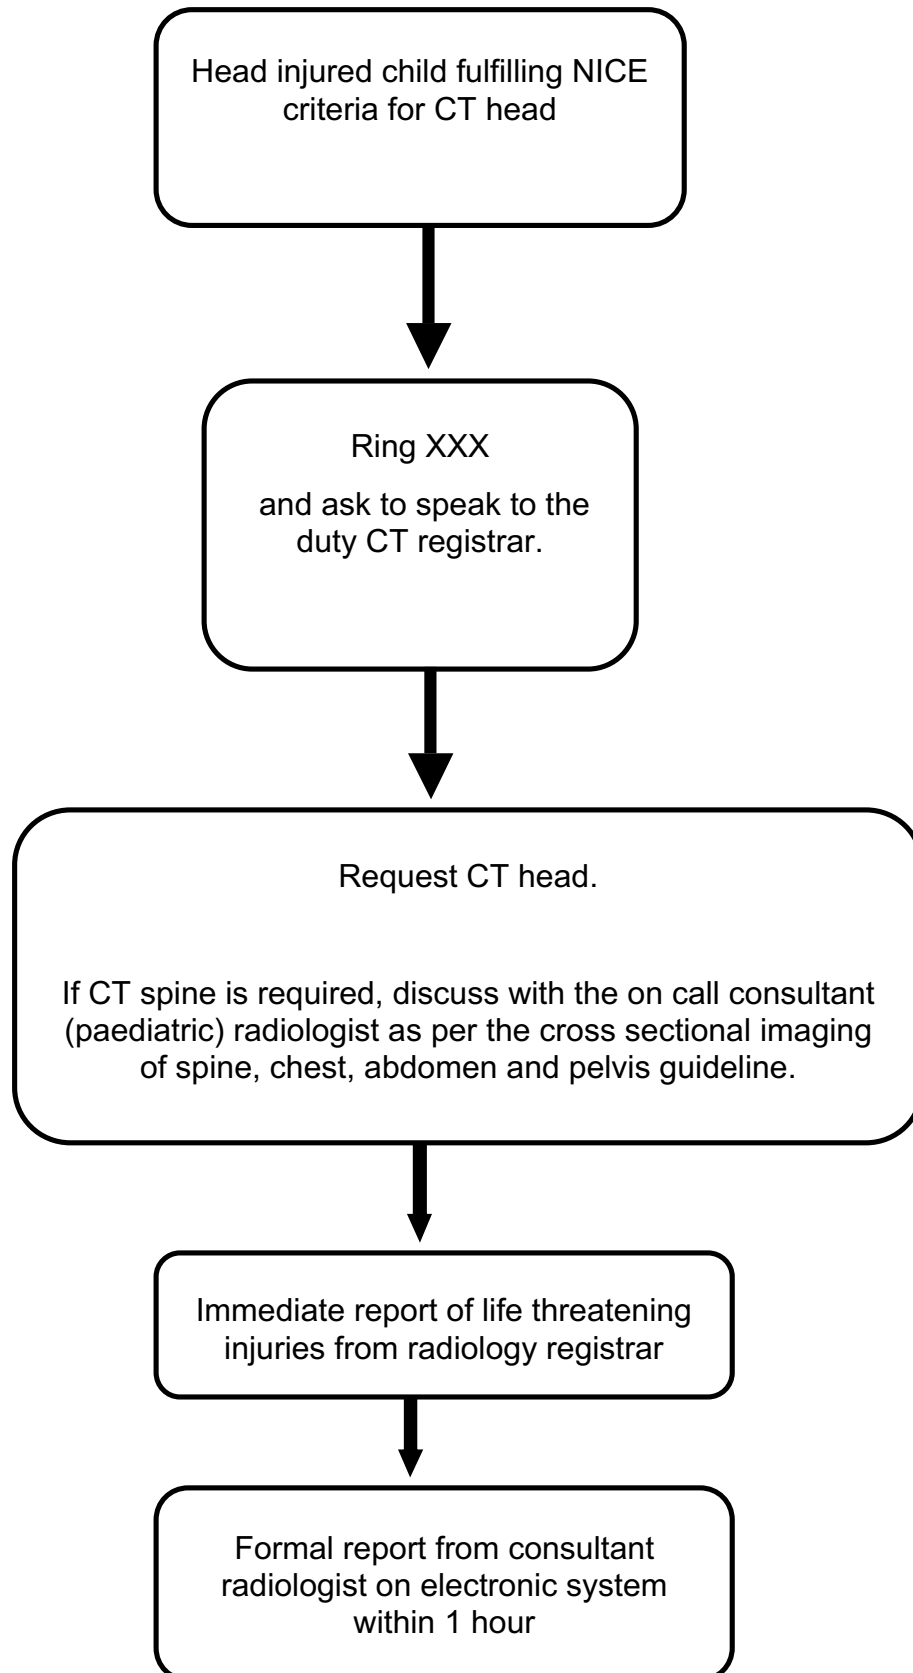 Head injured child fulfilling NICE
criteria for CT head
Ring XXX
and ask to speak to the
duty CT registrar.
Request CT head.
If CT spine is required, discuss with the on call consultant
(paediatric) radiologist as per the cross sectional imaging
of spine, chest, abdomen and pelvis guideline.
Immediate report of life threatening
injuries from radiology registrar
Formal report from consultant
radiologist on electronic system
within 1 hour